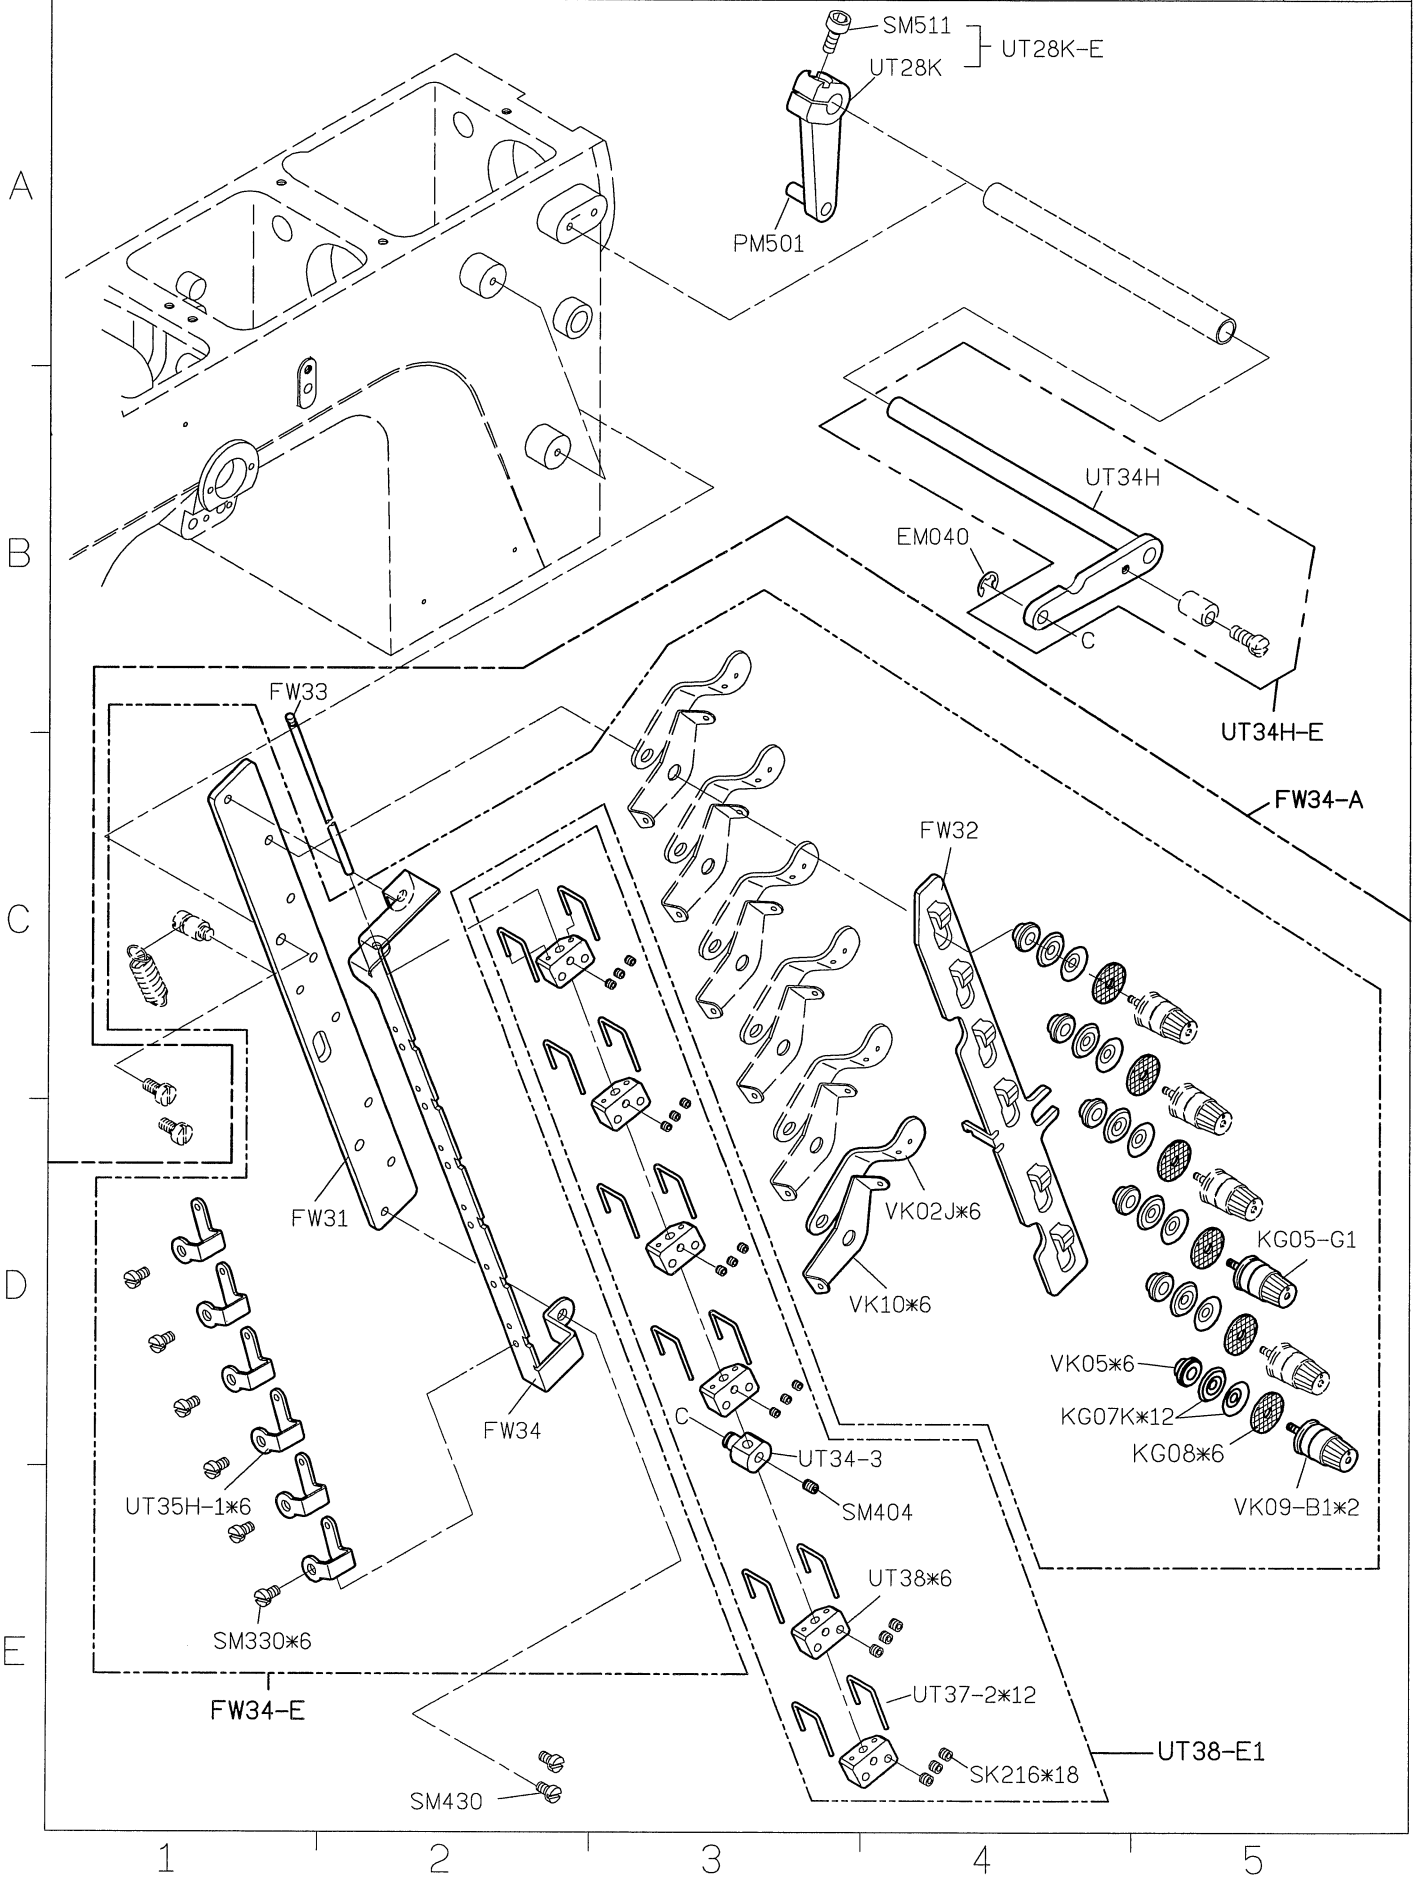 SM511
UT28K-E
UT28K
A
PM501
UT34H
EM040
B
C
FW33
UT34H-E
FW34-A
FW32
C
FW31
VK02J*6
KG05-G1
D
VK10*6
VK05*6
KG07K*12
FW34
C
KG08*6
UT34-3
UT35H-1*6
SM404
VK09-B1*2
UT38*6
SM330*6
E
UT37-2*12
FW34-E
UT38-E1
SK216*18
SM430
1 2 3 4 5